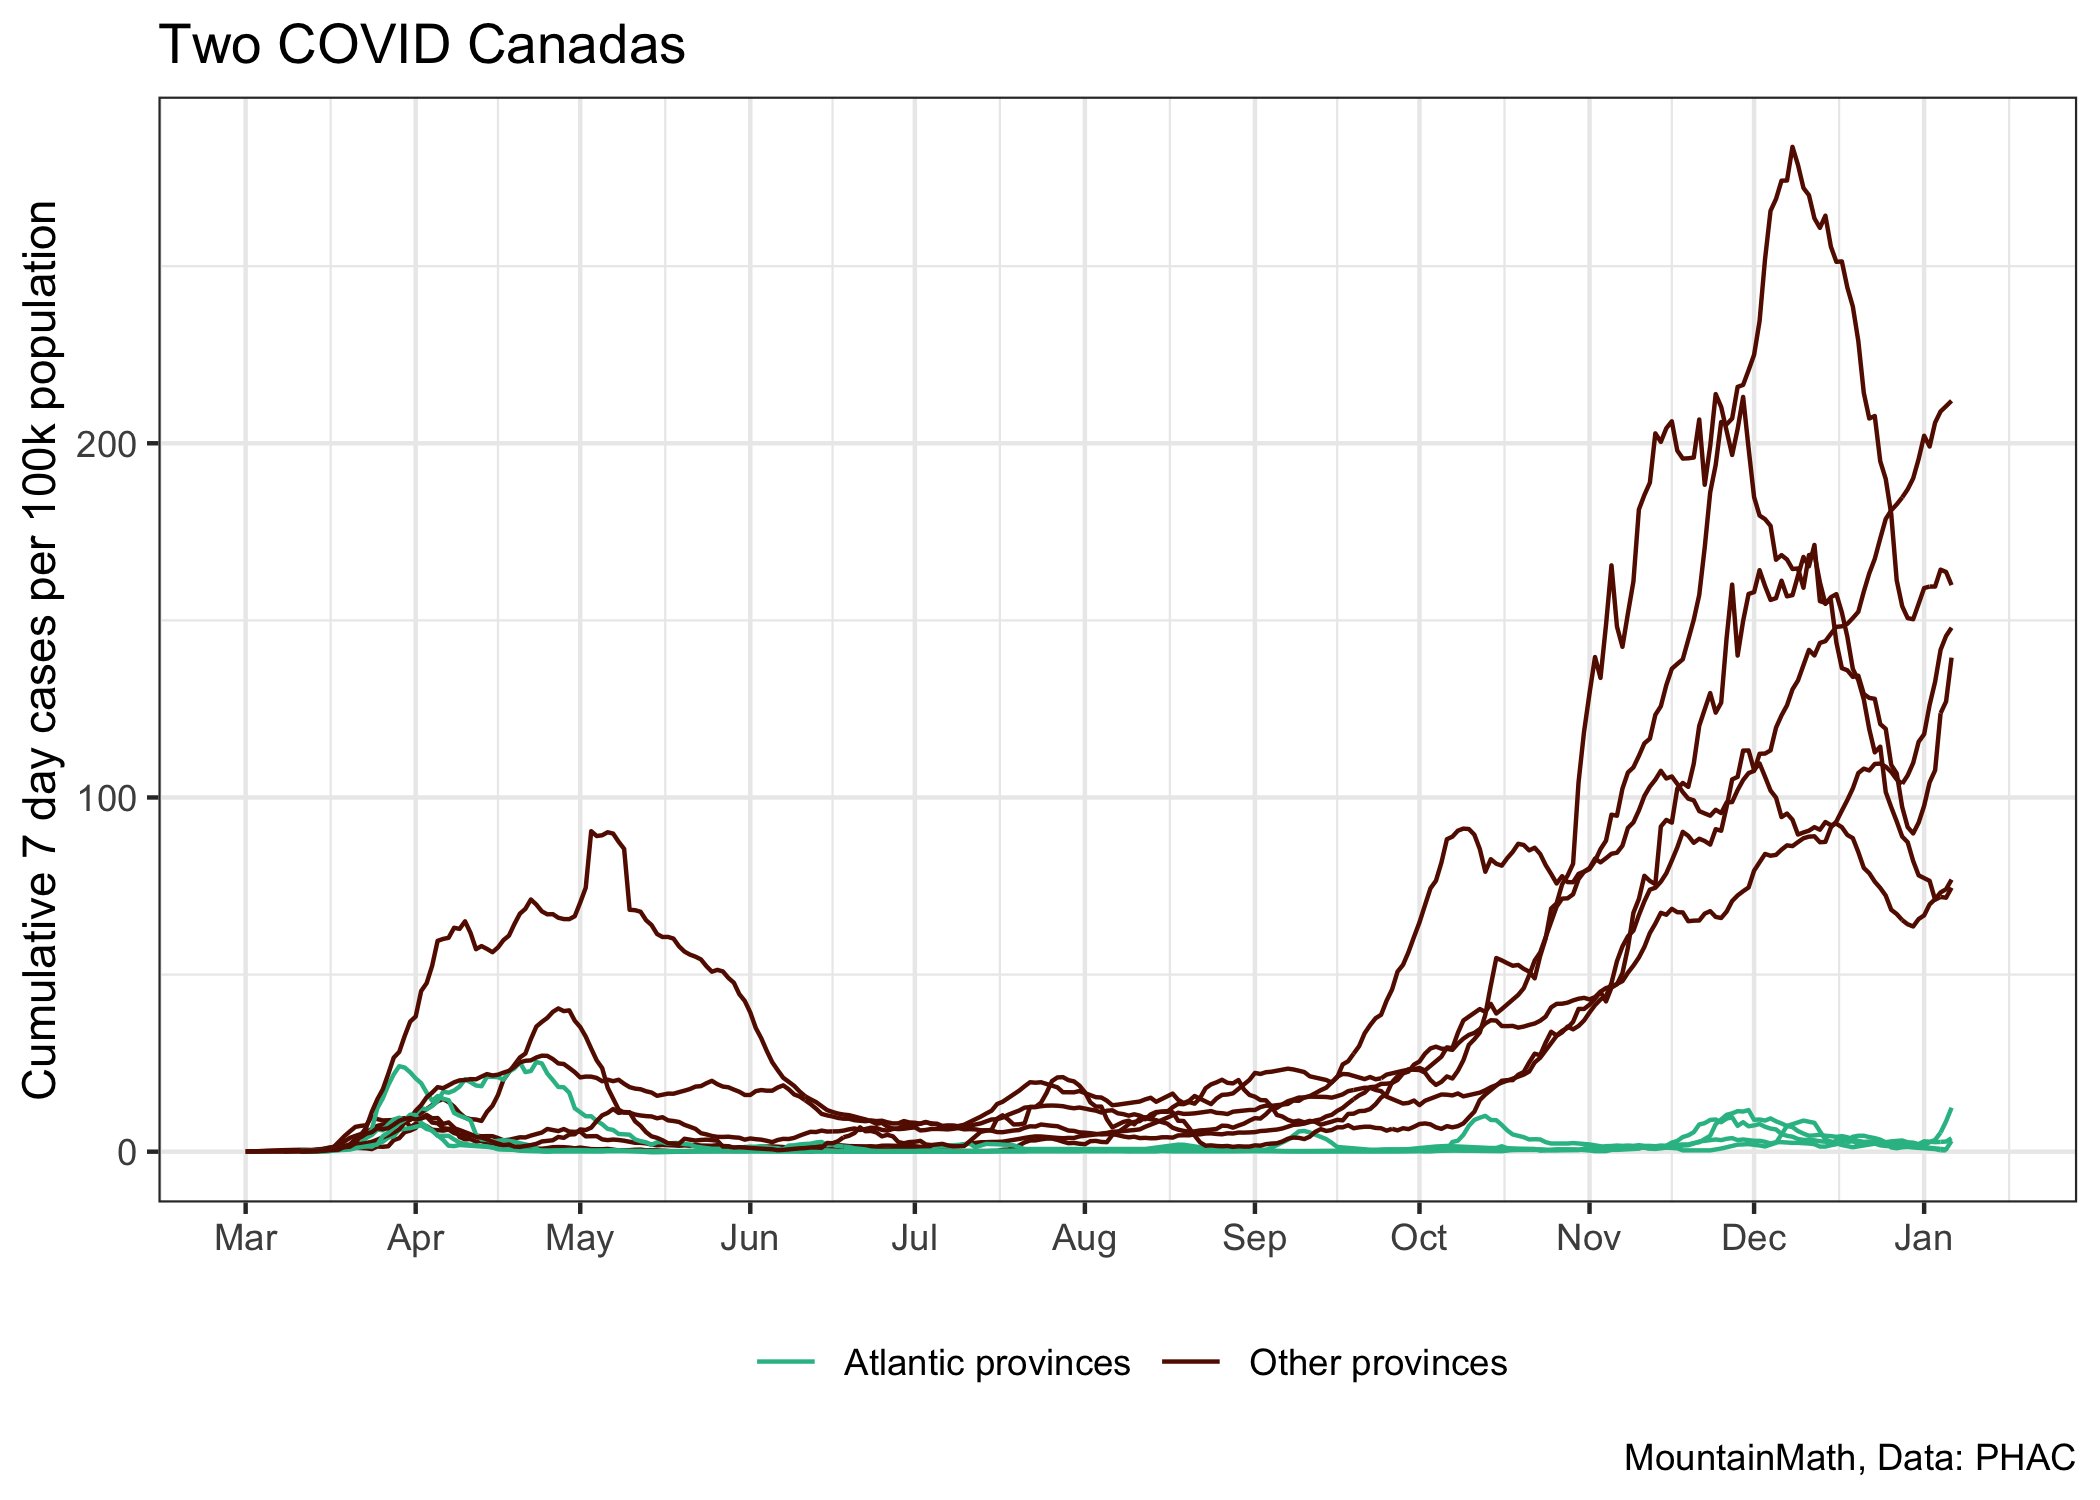 Two COVID Canadas
Cumulative 7 day cases per 100k population
200
100
0
Mar Apr May Jun Jul Aug Sep Oct Nov Dec Jan
Atlantic provinces Other provinces
MountainMath, Data: PHAC